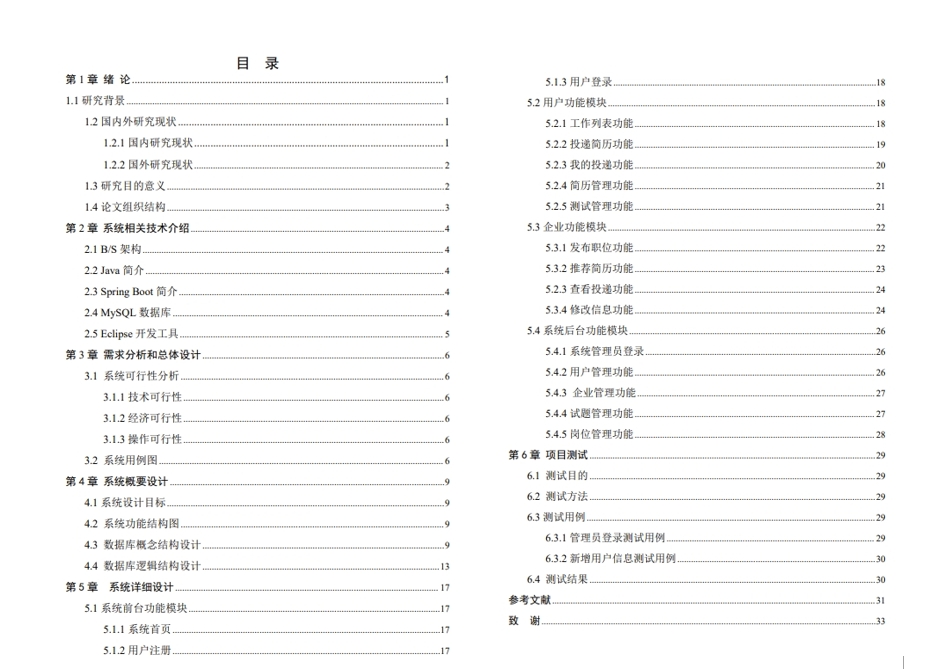 目 录
第 1 章 绪 论..........1
1.1 研究背景..........1
1.2 国内外研究现状..........1
1.2.1 国内研究现状..........1
1.2.2 国外研究现状..........2
1.3 研究目的意义..........2
1.4 论文组织结构..........3
第 2 章 系统相关技术介绍..........4
2.1 B/S 架构..........4
2.2 Java 简介..........4
2.3 Spring Boot 简介..........4
2.4 MySQL 数据库..........4
2.5 Eclipse 开发工具..........5
第 3 章 需求分析和总体设计..........6
3.1 系统可行性分析..........6
3.1.1 技术可行性..........6
3.1.2 经济可行性..........6
3.1.3 操作可行性..........6
3.2 系统用例图..........6
第 4 章 系统概要设计..........9
4.1 系统设计目标..........9
4.2 系统功能结构图..........9
4.3 数据库概念结构设计..........9
4.4 数据库逻辑结构设计..........13
第 5 章 系统详细设计..........17
5.1 系统前台功能模块..........17
5.1.1 系统首页..........17
5.1.2 用户注册..........17
5.1.3 用户登录..........18
5.2 用户功能模块..........18
5.2.1 工作列表功能..........18
5.2.2 投递简历功能..........19
5.2.3 我的投递功能..........20
5.2.4 简历管理功能..........21
5.2.5 测试管理功能..........21
5.3 企业功能模块..........22
5.3.1 发布职位功能..........22
5.3.2 推荐简历功能..........23
5.2.3 查看投递功能..........24
5.3.4 修改信息功能..........24
5.4 系统后台功能模块..........26
5.4.1 系统管理员登录..........26
5.4.2 用户管理功能..........26
5.4.3 企业管理功能..........27
5.4.4 试题管理功能..........27
5.4.5 岗位管理功能..........28
第 6 章 项目测试..........29
6.1 测试目的..........29
6.2 测试方法..........29
6.3 测试用例..........29
6.3.1 管理员登录测试用例..........29
6.3.2 新增用户信息测试用例..........30
6.4 测试结果..........30
参考文献..........31
致 谢..........33